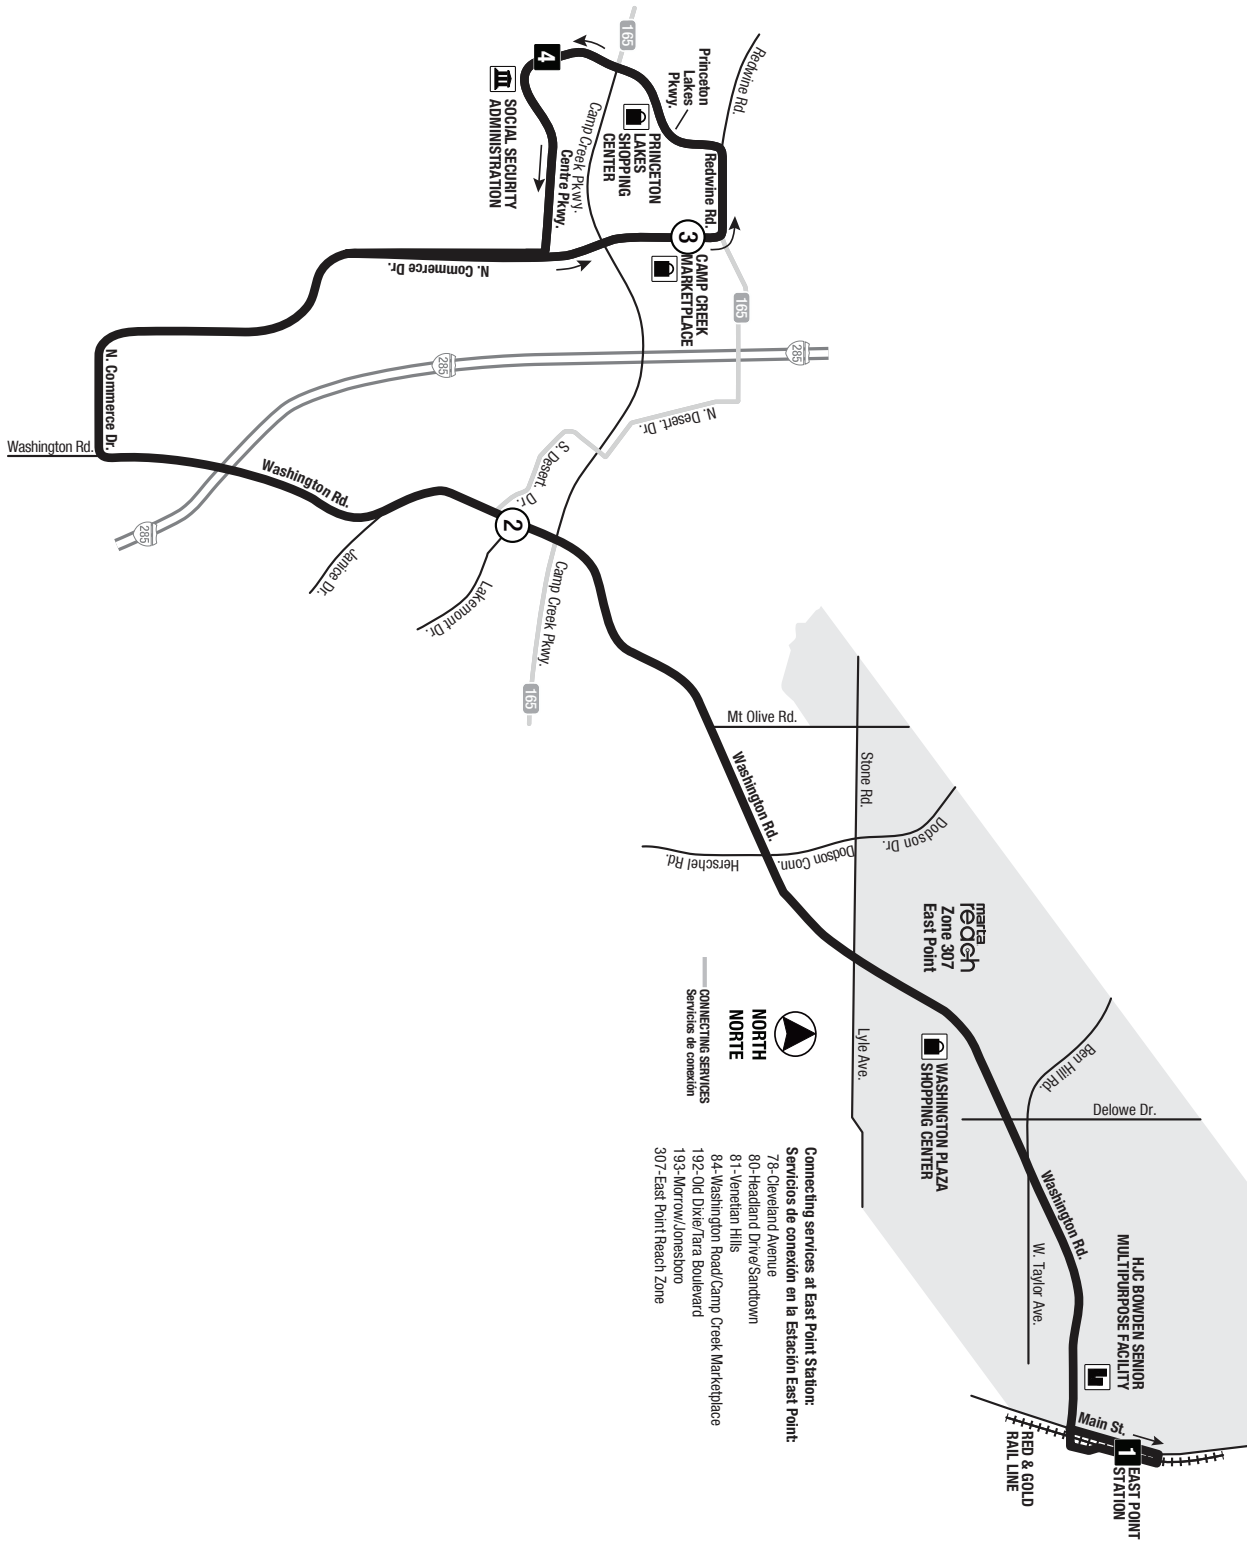 165
4
SOCIAL SECURITY
ADMINISTRATION
Camp Creek Pkwy.
Centre Pkwy.
Princeton
Lakes
Pkwy.
Redwine Rd.
PRINCETON
LAKES
SHOPPING
CENTER
Redwine Rd.
3
CAMP CREEK
MARKETPLACE
165
N. Commerce Dr.
285
285
N. Commerce Dr.
Washington Rd.
Washington Rd.
285
N. Desert. Dr.
S. Desert. Dr.
2
Janice Dr.
Lakemont Dr.
Camp Creek Pkwy.
165
Mt Olive Rd.
Washington Rd.
Stone Rd.
Herschel Rd.
Dodson Conn.
Dodson Dr.
marta
reach
Zone 307
East Point
Lyle Ave.
WASHINGTON PLAZA
SHOPPING CENTER
Ben Hill Rd.
Delowe Dr.
Washington Rd.
W. Taylor Ave.
HJC BOWDEN SENIOR
MULTIPURPOSE FACILITY
Main St.
1
EAST POINT
STATION
RED & GOLD
RAIL LINE
NORTH
NORTE
CONNECTING SERVICES
Servicios de conexión
Connecting services at East Point Station:
Servicios de conexión en la Estación East Point:
78-Cleveland Avenue
80-Headland Drive/Sandtown
81-Venetian Hills
84-Washington Road/Camp Creek Marketplace
192-Old Dixie/Tara Boulevard
193-Morrow/Jonesboro
307-East Point Reach Zone